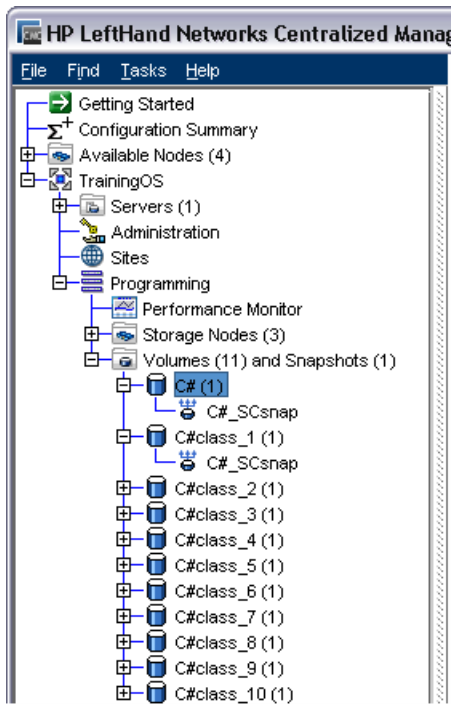 HP LeftHand Networks Centralized Manag
File Find Tasks Help
Getting Started
Configuration Summary
Available Nodes (4)
TrainingOS
Servers (1)
Administration
Sites
Programming
Performance Monitor
Storage Nodes (3)
Volumes (11) and Snapshots (1)
C# (1)
C#_SCsnap
C#class_1 (1)
C#_SCsnap
C#class_2 (1)
C#class_3 (1)
C#class_4 (1)
C#class_5 (1)
C#class_6 (1)
C#class_7 (1)
C#class_8 (1)
C#class_9 (1)
C#class_10 (1)